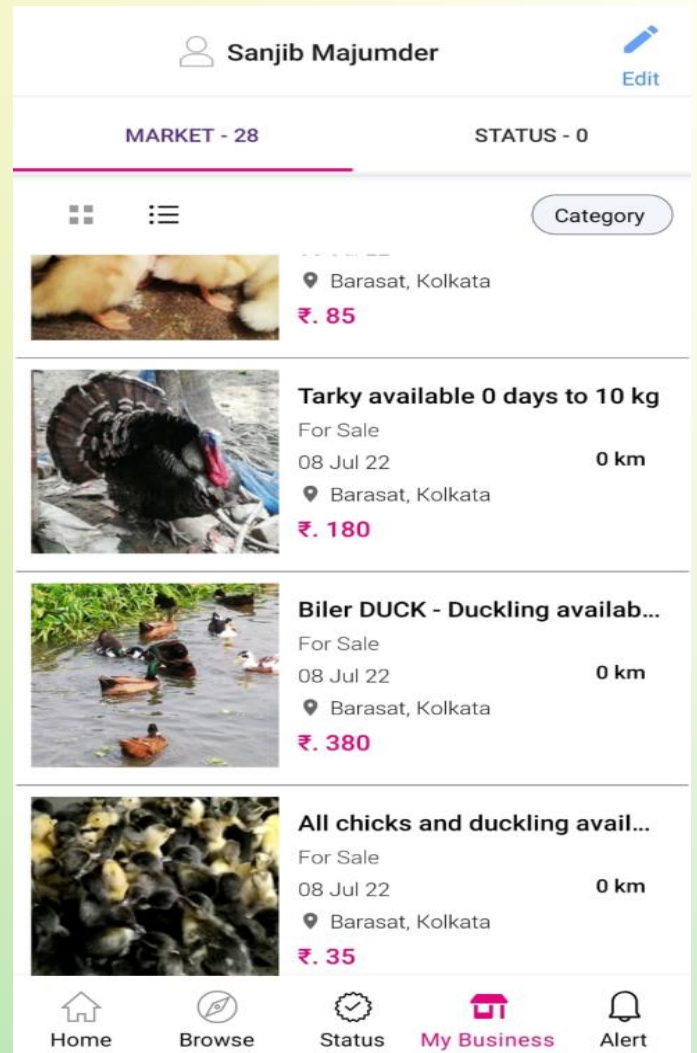 Sanjib Majumder
Edit
MARKET - 28
STATUS - 0
Category
Barasat, Kolkata
₹. 85
Tarky available 0 days to 10 kg
For Sale
08 Jul 22
0 km
Barasat, Kolkata
₹. 180
Biler DUCK - Duckling availab...
For Sale
08 Jul 22
0 km
Barasat, Kolkata
₹. 380
All chicks and duckling avail...
For Sale
08 Jul 22
0 km
Barasat, Kolkata
₹. 35
Home
Browse
Status
My Business
Alert